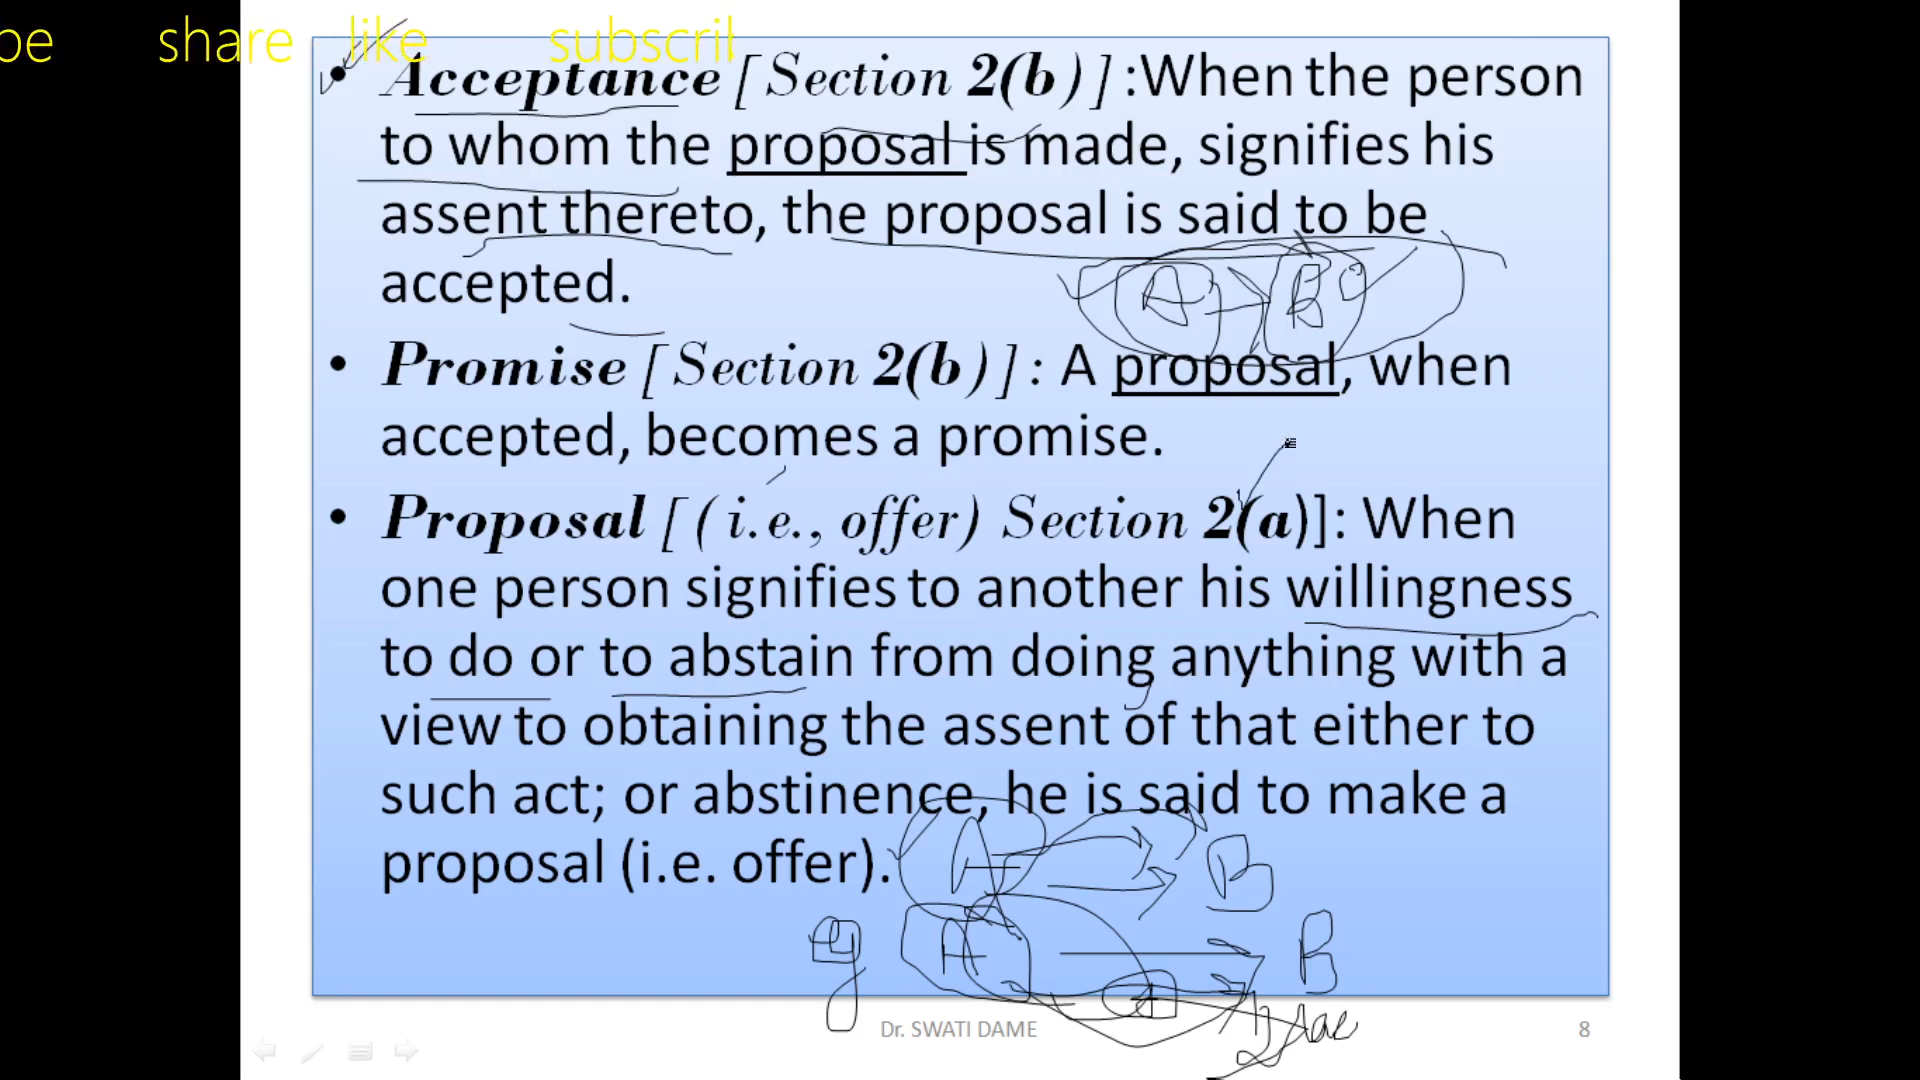 be share like subscri
• Acceptance [Section 2(b)] :When the person
to whom the proposal is made, signifies his
assent thereto, the proposal is said to be
accepted.
A B
• Promise [Section 2(b)]: A proposal, when
accepted, becomes a promise.
• Proposal [(i.e., offer) Section 2(a)]: When
one person signifies to another his willingness
to do or to abstain from doing anything with a
view to obtaining the assent of that either to
such act; or abstinence, he is said to make a
proposal (i.e. offer).
A B
eg A B
Dr. SWATI DAME 8